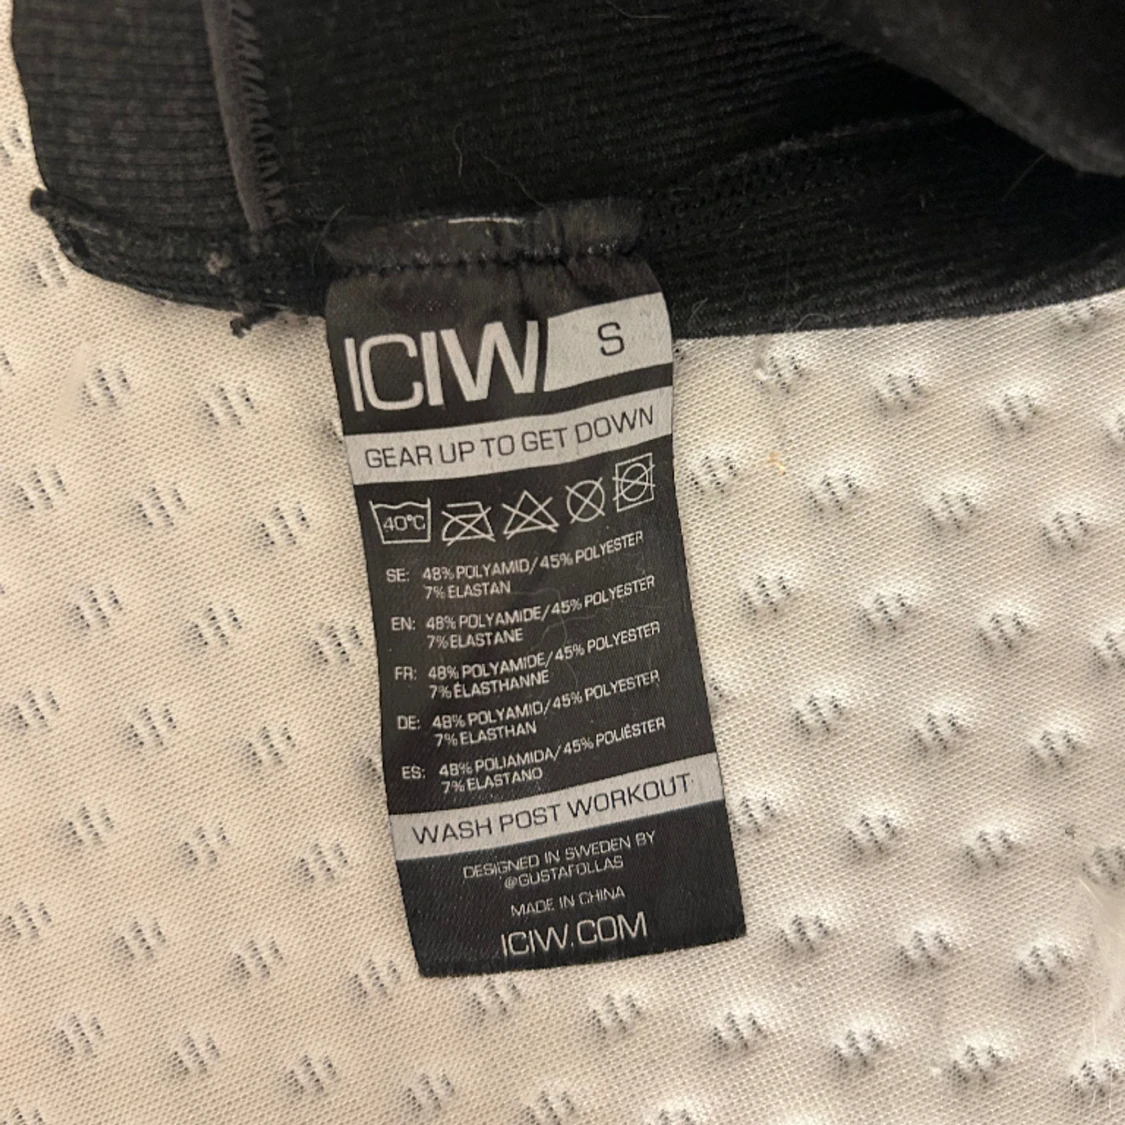 ICIW S
GEAR UP TO GET DOWN
40°C
SE: 48% POLYAMID/45% POLYESTER
7% ELASTAN
EN: 48% POLYAMIDE/45% POLYESTER
7% ELASTANE
FR: 48% POLYAMIDE/45% POLYESTER
7% ÉLASTHANNE
DE: 48% POLYAMID/45% POLYESTER
7% ELASTHAN
ES: 48% POLIAMIDA/45% POLIÉSTER
7% ELASTANO
WASH POST WORKOUT
DESIGNED IN SWEDEN BY
@GUSTAFOLLAS
MADE IN CHINA
ICIW.COM